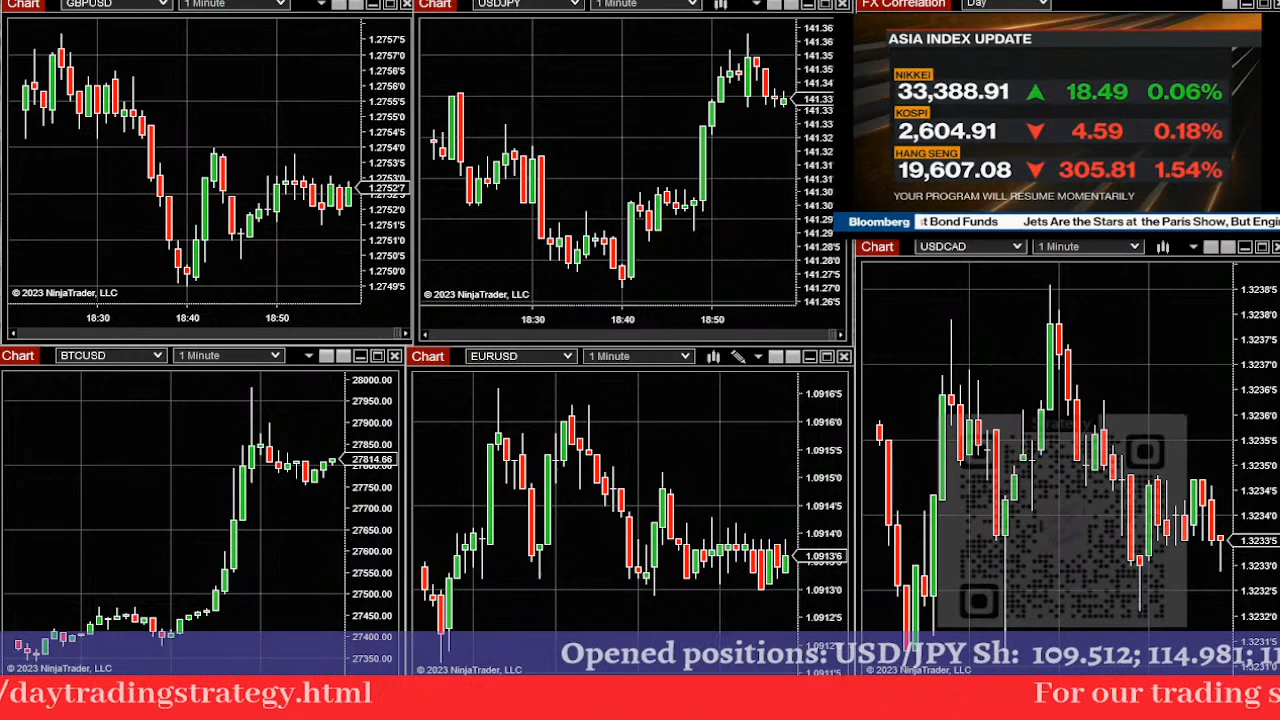 Chart GBPUSD 1 Minute
1.2757'5
1.2757'0
1.2756'5
1.2756'0
1.2755'5
1.2755'0
1.2754'5
1.2754'0
1.2753'5
1.2753'0
1.2752'7
1.2752'0
1.2751'5
1.2751'0
1.2750'5
1.2750'0
1.2749'5
© 2023 NinjaTrader, LLC
18:30 18:40 18:50
Chart USDJPY 1 Minute
141.36
141.35
141.34
141.33
141.33
141.32
141.31
141.30
141.29
141.28'5
141.27'5
141.26'5
© 2023 NinjaTrader, LLC
18:30 18:40 18:50
FX Correlation Day
ASIA INDEX UPDATE
NIKKEI
33,388.91 18.49 0.06%
KOSPI
2,604.91 4.59 0.18%
HANG SENG
19,607.08 305.81 1.54%
YOUR PROGRAM WILL RESUME MOMENTARILY
Bloomberg t Bond Funds Jets Are the Stars at the Paris Show, But Engin
Chart BTCUSD 1 Minute
28000.00
27950.00
27900.00
27850.00
27814.66
27750.00
27700.00
27650.00
27600.00
27550.00
27500.00
27450.00
27400.00
27350.00
© 2023 NinjaTrader, LLC
Chart EURUSD 1 Minute
1.0916'5
1.0916'0
1.0915'5
1.0915'0
1.0914'5
1.0914'0
1.0913'6
1.0913'0
© 2023 NinjaTrader, LLC
Chart USDCAD 1 Minute
1.3238'5
1.3238'0
1.3237'5
1.3237'0
1.3236'5
1.3236'0
1.3235'5
1.3235'0
1.3234'5
1.3234'0
1.3233'5
1.3233'0
1.3232'5
1.3232'0
Strategy
© 2023 NinjaTrader, LLC
Opened positions: USD/JPY Sh: 109.512; 114.981; 11
/daytradingstrategy.html For our trading s